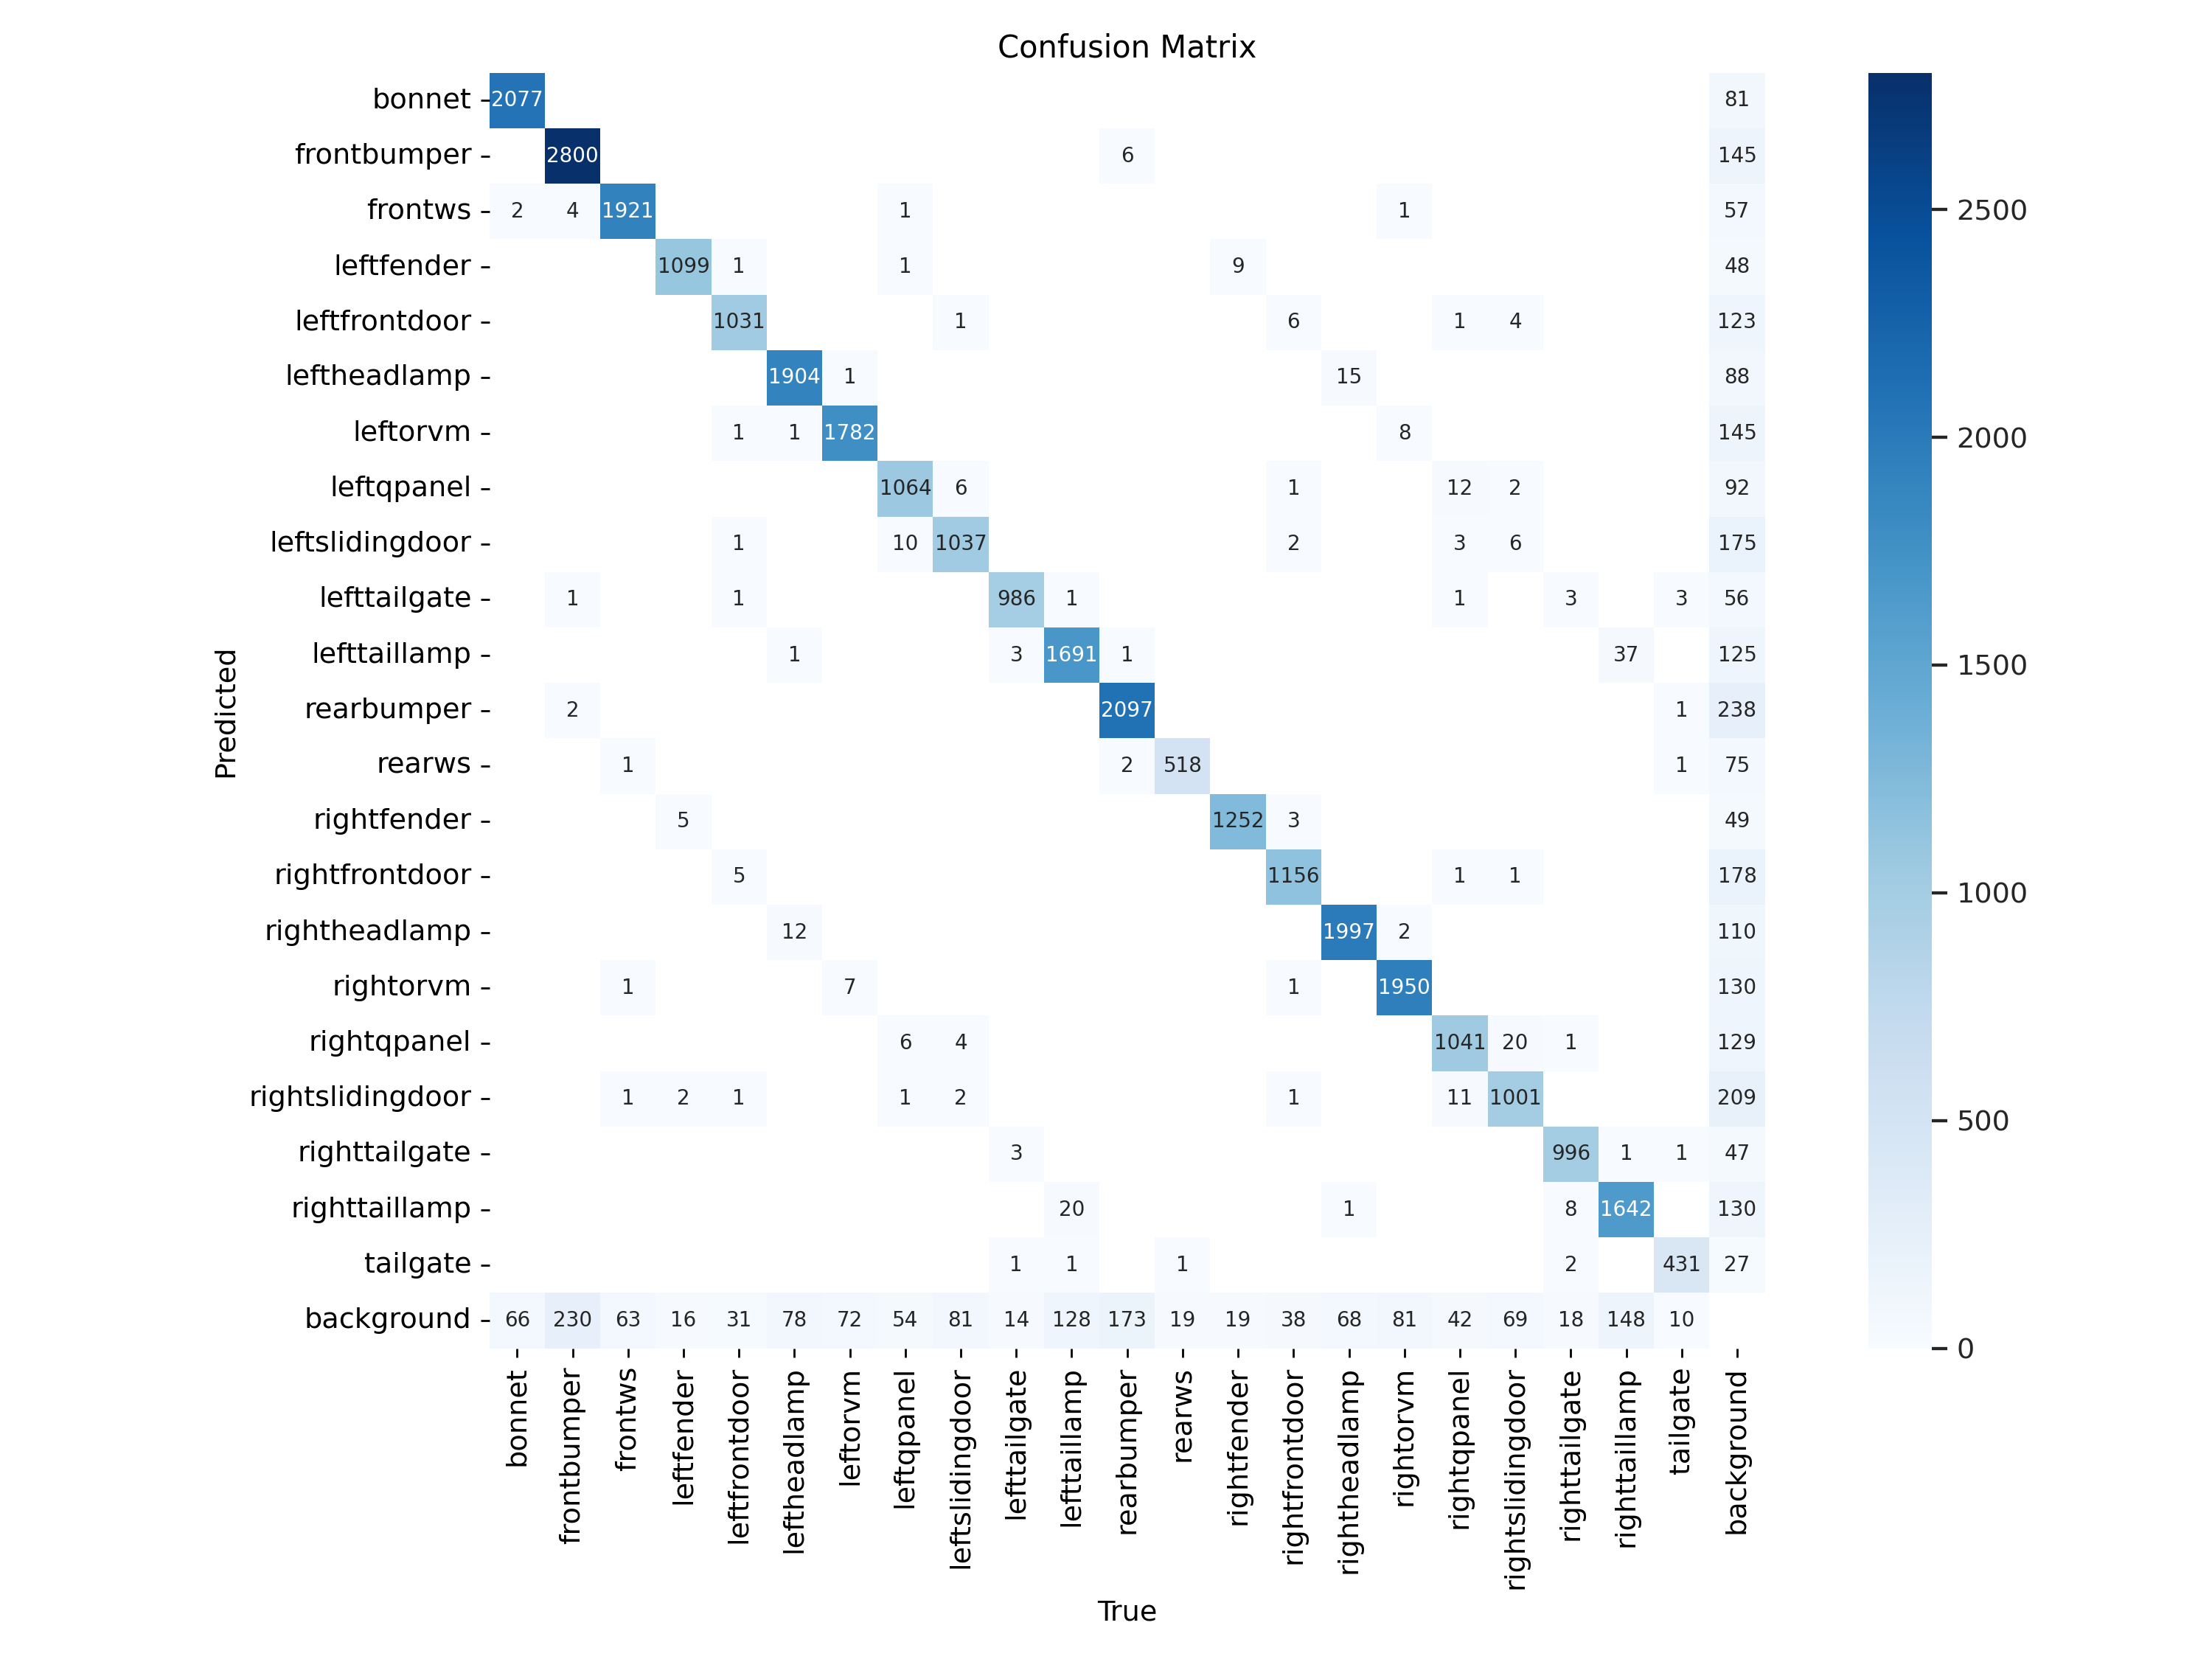 Confusion Matrix
bonnet 2077 81
frontbumper 2800 6 145
frontws 2 4 1921 1 1 57
leftfender 1099 1 1 9 48
leftfrontdoor 1031 1 6 1 4 123
leftheadlamp 1904 1 15 88
leftorvm 1 1 1782 8 145
leftqpanel 1064 6 1 12 2 92
leftslidingdoor 1 10 1037 2 3 6 175
lefttailgate 1 1 986 1 1 3 3 56
lefttaillamp 1 3 1691 1 37 125
rearbumper 2 2097 1 238
rearws 1 2 518 1 75
rightfender 5 1252 3 49
rightfrontdoor 5 1156 1 1 178
rightheadlamp 12 1997 2 110
rightorvm 1 7 1 1950 130
rightqpanel 6 4 1041 20 1 129
rightslidingdoor 1 2 1 1 2 1 11 1001 209
righttailgate 3 996 1 1 47
righttaillamp 20 1 8 1642 130
tailgate 1 1 1 2 431 27
background 66 230 63 16 31 78 72 54 81 14 128 173 19 19 38 68 81 42 69 18 148 10
bonnet
frontbumper
frontws
leftfender
leftfrontdoor
leftheadlamp
leftorvm
leftqpanel
leftslidingdoor
lefttailgate
lefttaillamp
rearbumper
rearws
rightfender
rightfrontdoor
rightheadlamp
rightorvm
rightqpanel
rightslidingdoor
righttailgate
righttaillamp
tailgate
background
Predicted
True
2500
2000
1500
1000
500
0